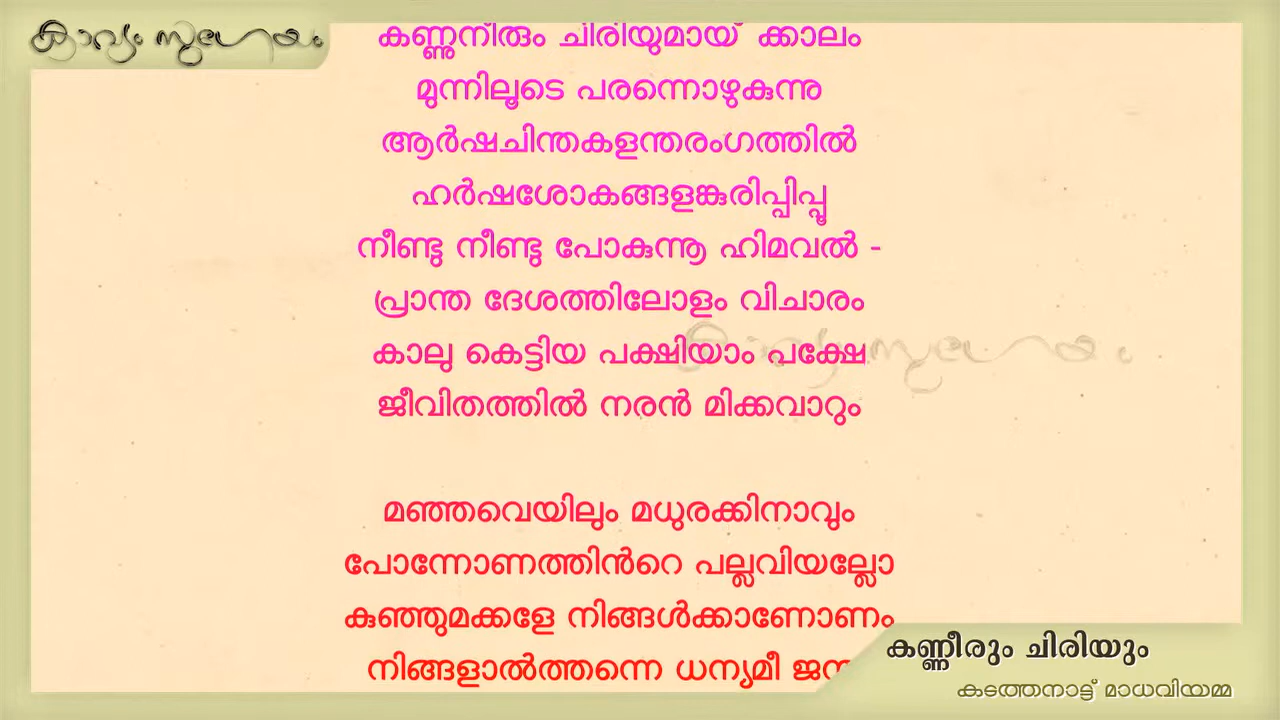 കാവ്യം സുഗേയം
കണ്ണുനീരും ചിരിയുമായ് ക്കാലം
മുന്നിലൂടെ പരന്നൊഴുകുന്നു
ആർഷചിന്തകളന്തരംഗത്തിൽ
ഹർഷശോകങ്ങളങ്കുരിപ്പിപ്പൂ
നീണ്ടു നീണ്ടു പോകുന്നൂ ഹിമവൽ -
പ്രാന്ത ദേശത്തിലോളം വിചാരം
കാലു കെട്ടിയ പക്ഷിയാം പക്ഷേ
ജീവിതത്തിൽ നരൻ മിക്കവാറും
മഞ്ഞവെയിലും മധുരക്കിനാവും
പോന്നോണത്തിൻറെ പല്ലവിയല്ലോ
കുഞ്ഞുമക്കളേ നിങ്ങൾക്കാണോണം
നിങ്ങളാൽത്തന്നെ ധന്യമീ
കണ്ണീരും ചിരിയും
കടത്തനാട്ട് മാധവിയമ്മ